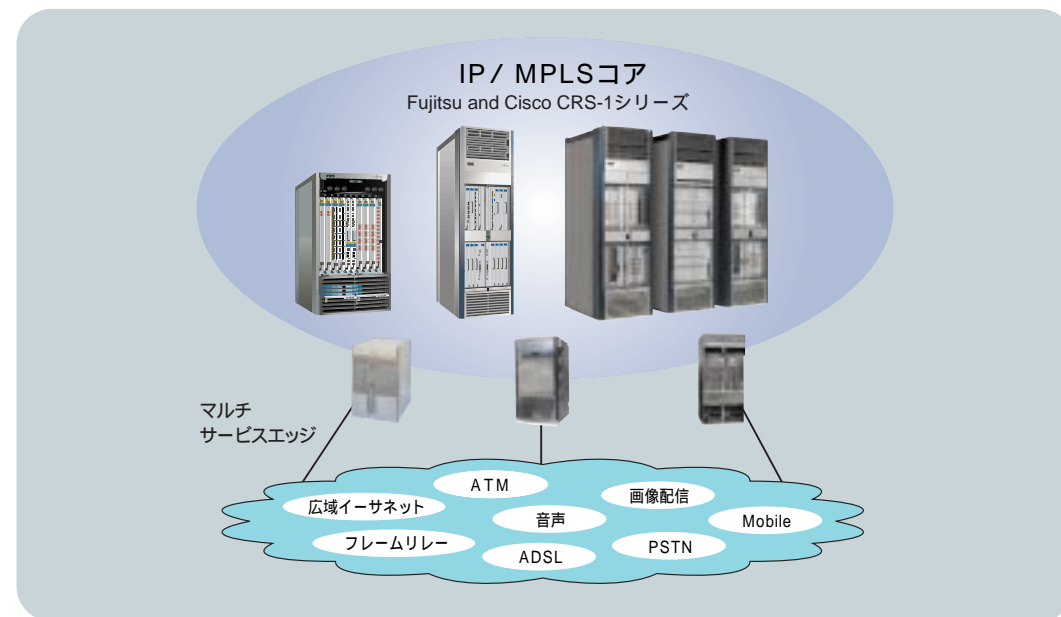 IP/ MPLSコア
Fujitsu and Cisco CRS-1シリーズ
マルチ
サービスエッジ
ATM
画像配信
広域イーサネット
音声
Mobile
フレームリレー
ADSL
PSTN